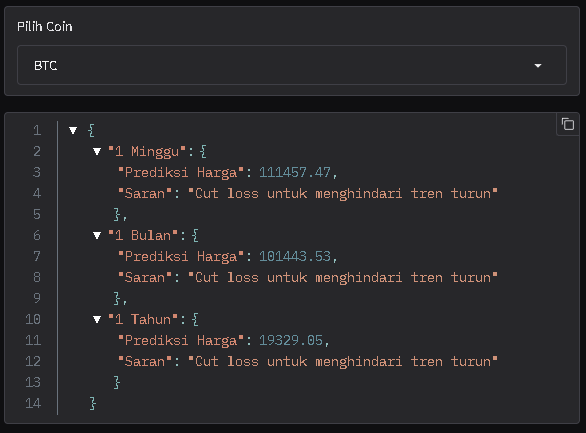 Pilih Coin
BTC
1 {
2 "1 Minggu": {
3 "Prediksi Harga": 111457.47,
4 "Saran": "Cut loss untuk menghindari tren turun"
5 },
6 "1 Bulan": {
7 "Prediksi Harga": 101443.53,
8 "Saran": "Cut loss untuk menghindari tren turun"
9 },
10 "1 Tahun": {
11 "Prediksi Harga": 19329.05,
12 "Saran": "Cut loss untuk menghindari tren turun"
13 }
14 }